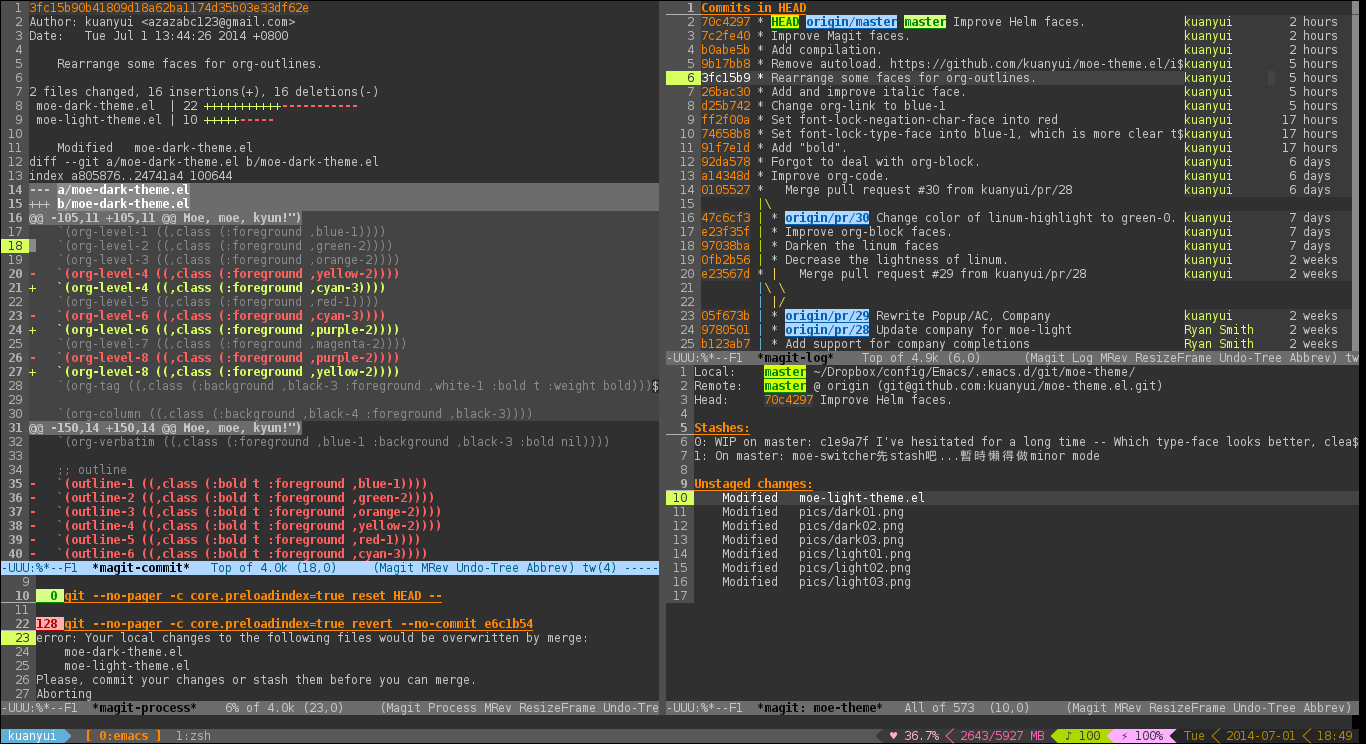 1 3fc15b90b41809d18a62ba1174d35b03e33df62e
2 Author: kuanyui <azazabc123@gmail.com>
3 Date:   Tue Jul 1 13:44:26 2014 +0800
4
5     Rearrange some faces for org-outlines.
6
7 2 files changed, 16 insertions(+), 16 deletions(-)
8  moe-dark-theme.el  | 22 +++++++++++-----------
9  moe-light-theme.el | 10 +++++-----
10
11     Modified   moe-dark-theme.el
12 diff --git a/moe-dark-theme.el b/moe-dark-theme.el
13 index a805876..24741a4 100644
14 --- a/moe-dark-theme.el
15 +++ b/moe-dark-theme.el
16 @@ -105,11 +105,11 @@ Moe, moe, kyun!")
17     `(org-level-1 ((,class (:foreground ,blue-1))))
18     `(org-level-2 ((,class (:foreground ,green-2))))
19     `(org-level-3 ((,class (:foreground ,orange-2))))
20 -   `(org-level-4 ((,class (:foreground ,yellow-2))))
21 +   `(org-level-4 ((,class (:foreground ,cyan-3))))
22     `(org-level-5 ((,class (:foreground ,red-1))))
23 -   `(org-level-6 ((,class (:foreground ,cyan-3))))
24 +   `(org-level-6 ((,class (:foreground ,purple-2))))
25     `(org-level-7 ((,class (:foreground ,magenta-2))))
26 -   `(org-level-8 ((,class (:foreground ,purple-2))))
27 +   `(org-level-8 ((,class (:foreground ,yellow-2))))
28     `(org-tag ((,class (:background ,black-3 :foreground ,white-1 :bold t :weight bold)))$
29
30     `(org-column ((,class (:background ,black-4 :foreground ,black-3))))
31 @@ -150,14 +150,14 @@ Moe, moe, kyun!")
32     `(org-verbatim ((,class (:foreground ,blue-1 :background ,black-3 :bold nil))))
33
34     ;; outline
35 -   `(outline-1 ((,class (:bold t :foreground ,blue-1))))
36 -   `(outline-2 ((,class (:bold t :foreground ,green-2))))
37 -   `(outline-3 ((,class (:bold t :foreground ,orange-2))))
38 -   `(outline-4 ((,class (:bold t :foreground ,yellow-2))))
39 -   `(outline-5 ((,class (:bold t :foreground ,red-1))))
40 -   `(outline-6 ((,class (:bold t :foreground ,cyan-3))))
-UUU:%*--F1  *magit-commit*   Top of 4.0k (18,0)     (Magit MRev Undo-Tree Abbrev) tw(4) -----
9
10   0 git --no-pager -c core.preloadindex=true reset HEAD --
11
22 128 git --no-pager -c core.preloadindex=true revert --no-commit e6c1b54
23 error: Your local changes to the following files would be overwritten by merge:
24     moe-dark-theme.el
25     moe-light-theme.el
26 Please, commit your changes or stash them before you can merge.
27 Aborting
-UUU:%*--F1  *magit-process*    6% of 4.0k (23,0)     (Magit Process MRev ResizeFrame Undo-Tre
1 Commits in HEAD
2 70c4297 * HEAD origin/master master Improve Helm faces. kuanyui 2 hours
3 7c2fe40 * Improve Magit faces. kuanyui 2 hours
4 b0abe5b * Add compilation. kuanyui 2 hours
5 9b17bb8 * Remove autoload. https://github.com/kuanyui/moe-theme.el/i$kuanyui 5 hours
6 3fc15b9 * Rearrange some faces for org-outlines. kuanyui 5 hours
7 26bac30 * Add and improve italic face. kuanyui 5 hours
8 d25b742 * Change org-link to blue-1 kuanyui 5 hours
9 ff2f00a * Set font-lock-negation-char-face into red kuanyui 17 hours
10 74658b8 * Set font-lock-type-face into blue-1, which is more clear t$kuanyui 17 hours
11 91f7e1d * Add "bold". kuanyui 17 hours
12 92da578 * Forgot to deal with org-block. kuanyui 6 days
13 a14348d * Improve org-code. kuanyui 6 days
14 0105527 *   Merge pull request #30 from kuanyui/pr/28 kuanyui 6 days
15         |\
16 47c6cf3 | * origin/pr/30 Change color of linum-highlight to green-0. kuanyui 7 days
17 e23f35f | * Improve org-block faces. kuanyui 7 days
18 97038ba | * Darken the linum faces kuanyui 7 days
19 0fb2b56 | * Decrease the lightness of linum. kuanyui 2 weeks
20 e23567d * |   Merge pull request #29 from kuanyui/pr/28 kuanyui 2 weeks
21         |\ \
22         | |/
23 05f673b | * origin/pr/29 Rewrite Popup/AC, Company kuanyui 2 weeks
24 9780501 | * origin/pr/28 Update company for moe-light Ryan Smith 2 weeks
25 b123ab7 | * Add support for company completions Ryan Smith 2 weeks
-UUU:%*--F1  *magit-log*    Top of 4.9k (6,0)      (Magit Log MRev ResizeFrame Undo-Tree Abbrev) tw
1 Local:    master ~/Dropbox/config/Emacs/.emacs.d/git/moe-theme/
2 Remote:   master @ origin (git@github.com:kuanyui/moe-theme.el.git)
3 Head:     70c4297 Improve Helm faces.
4
5 Stashes:
6 0: WIP on master: c1e9a7f I've hesitated for a long time -- Which type-face looks better, clea$
7 1: On master: moe-switcher先stash吧...暫時懶得做minor mode
8
9 Unstaged changes:
10     Modified   moe-light-theme.el
11     Modified   pics/dark01.png
12     Modified   pics/dark02.png
13     Modified   pics/dark03.png
14     Modified   pics/light01.png
15     Modified   pics/light02.png
16     Modified   pics/light03.png
17
-UUU:%*--F1  *magit: moe-theme*   All of 573  (10,0)     (Magit MRev ResizeFrame Undo-Tree Abbrev)
kuanyui  [ 0:emacs ]  1:zsh  ♥ 36.7%  2643/5927 MB  ♪ 100  ⚡ 100%  Tue  2014-07-01  18:49